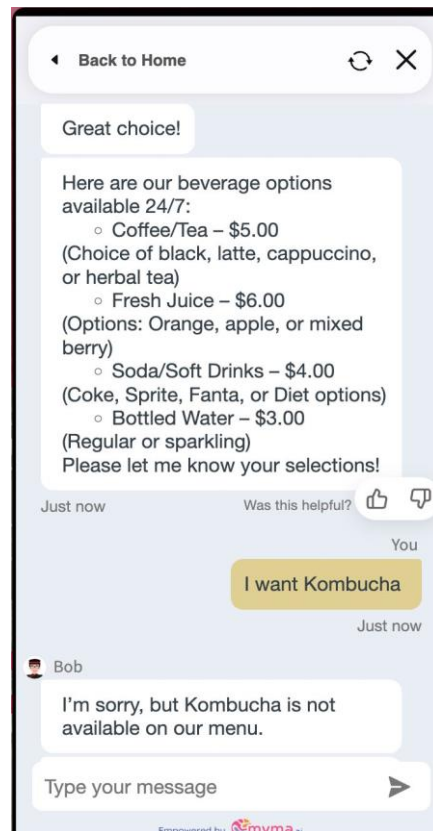 Back to Home
Great choice!
Here are our beverage options
available 24/7:
◦ Coffee/Tea – $5.00
(Choice of black, latte, cappuccino,
or herbal tea)
◦ Fresh Juice – $6.00
(Options: Orange, apple, or mixed
berry)
◦ Soda/Soft Drinks – $4.00
(Coke, Sprite, Fanta, or Diet options)
◦ Bottled Water – $3.00
(Regular or sparkling)
Please let me know your selections!
Just now Was this helpful?
You
I want Kombucha
Just now
Bob
I’m sorry, but Kombucha is not
available on our menu.
Type your message
Empowered by myma